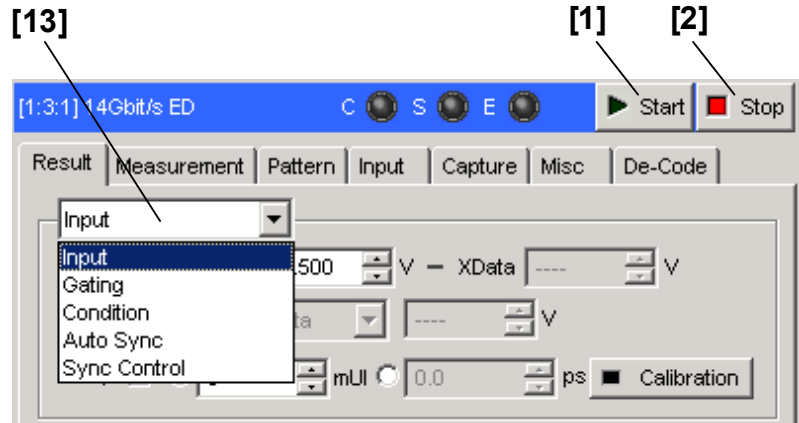 [13] [1] [2]
[1:3:1] 14Gbit/s ED C S E Start Stop
Result Measurement Pattern Input Capture Misc De-Code
Input
Input .500 V – XData ---- V
Gating
Condition ta ---- V
Auto Sync
Sync Control mUI 0.0 ps Calibration